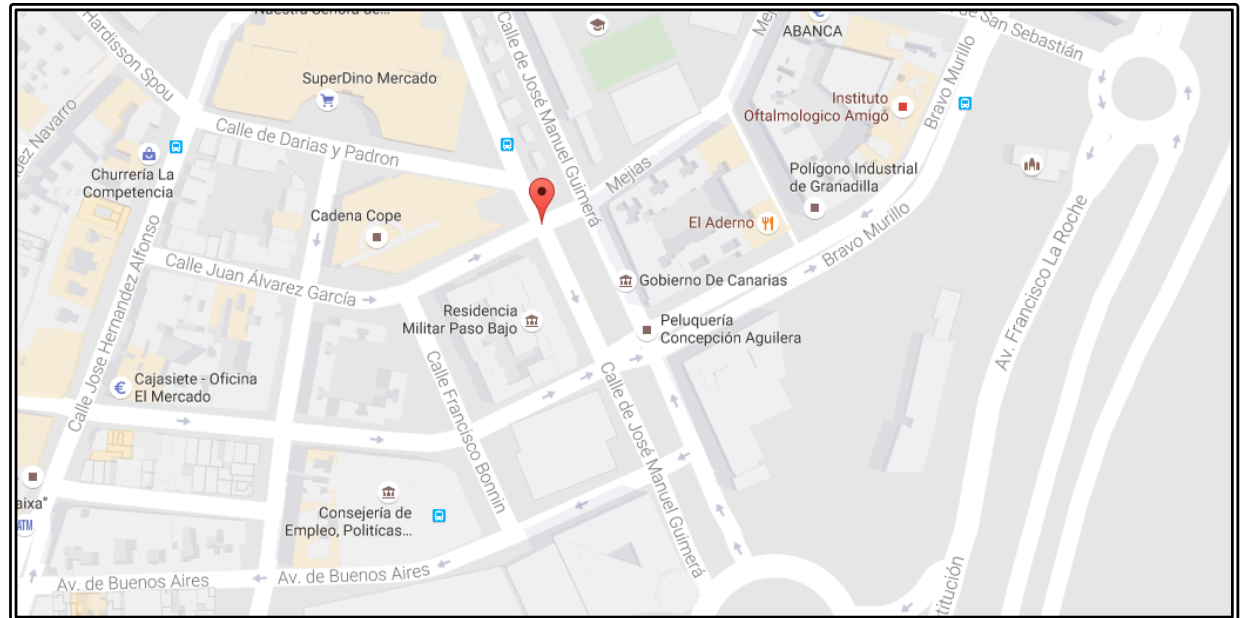 Nuestra Señora de...
Hardisson Spou
SuperDino Mercado
Calle de José Manuel Guimerá
ABANCA
de San Sebastián
Instituto
Oftalmologico Amigó
Bravo Murillo
Calle de Darias y Padron
Churrería La
Competencia
Navarro
Mejias
Polígono Industrial
de Granadilla
Cadena Cope
El Aderno
Bravo Murillo
Calle Juan Álvarez García
Gobierno De Canarias
Residencia
Militar Paso Bajo
Peluquería
Concepción Aguilera
Av. Francisco La Roche
Calle Jose Hernandez Alfonso
Cajasiete - Oficina
El Mercado
Calle Francisco Bonnin
Calle de José Manuel Guimerá
aixa"
ATM
Consejería de
Empleo, Politícas...
Av. de Buenos Aires
Av. de Buenos Aires
titución